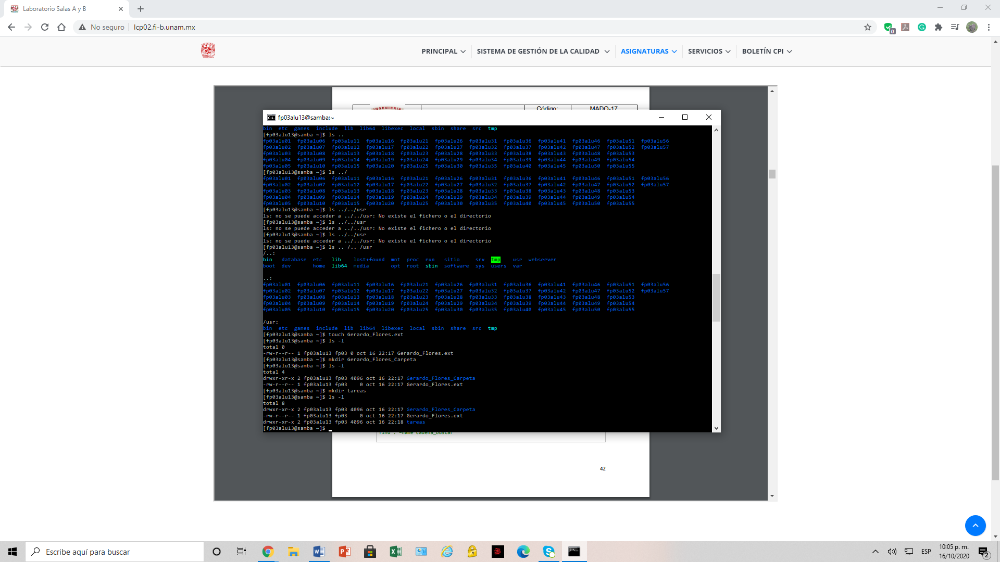 Laboratorio Salas A y B
No seguro
lcp02.fi-b.unam.mx
0
PRINCIPAL
SISTEMA DE GESTIÓN DE LA CALIDAD
ASIGNATURAS
SERVICIOS
BOLETÍN CPI
INGENIERIA
Código:
MADO-17
fp03alu13@samba:~
bin  etc  games  include  lib  lib64  libexec  local  sbin  share  src  tmp
[fp03alu13@samba ~]$ ls ..
fp03alu01  fp03alu06  fp03alu11  fp03alu16  fp03alu21  fp03alu26  fp03alu31  fp03alu36  fp03alu41  fp03alu46  fp03alu51  fp03alu56
fp03alu02  fp03alu07  fp03alu12  fp03alu17  fp03alu22  fp03alu27  fp03alu32  fp03alu37  fp03alu42  fp03alu47  fp03alu52  fp03alu57
fp03alu03  fp03alu08  fp03alu13  fp03alu18  fp03alu23  fp03alu28  fp03alu33  fp03alu38  fp03alu43  fp03alu48  fp03alu53
fp03alu04  fp03alu09  fp03alu14  fp03alu19  fp03alu24  fp03alu29  fp03alu34  fp03alu39  fp03alu44  fp03alu49  fp03alu54
fp03alu05  fp03alu10  fp03alu15  fp03alu20  fp03alu25  fp03alu30  fp03alu35  fp03alu40  fp03alu45  fp03alu50  fp03alu55
[fp03alu13@samba ~]$ ls ../
fp03alu01  fp03alu06  fp03alu11  fp03alu16  fp03alu21  fp03alu26  fp03alu31  fp03alu36  fp03alu41  fp03alu46  fp03alu51  fp03alu56
fp03alu02  fp03alu07  fp03alu12  fp03alu17  fp03alu22  fp03alu27  fp03alu32  fp03alu37  fp03alu42  fp03alu47  fp03alu52  fp03alu57
fp03alu03  fp03alu08  fp03alu13  fp03alu18  fp03alu23  fp03alu28  fp03alu33  fp03alu38  fp03alu43  fp03alu48  fp03alu53
fp03alu04  fp03alu09  fp03alu14  fp03alu19  fp03alu24  fp03alu29  fp03alu34  fp03alu39  fp03alu44  fp03alu49  fp03alu54
fp03alu05  fp03alu10  fp03alu15  fp03alu20  fp03alu25  fp03alu30  fp03alu35  fp03alu40  fp03alu45  fp03alu50  fp03alu55
[fp03alu13@samba ~]$ ls ../../usr
ls: no se puede acceder a ../../usr: No existe el fichero o el directorio
[fp03alu13@samba ~]$ ls ../../usr
ls: no se puede acceder a ../../usr: No existe el fichero o el directorio
[fp03alu13@samba ~]$ ls ../../usr
ls: no se puede acceder a ../../usr: No existe el fichero o el directorio
[fp03alu13@samba ~]$ ls .. /.. /usr
/..:
bin   database  etc   lib    lost+found  mnt  proc  run   sitio     srv  tmp    usr  webserver
boot  dev       home  lib64  media       opt  root  sbin  software  sys  users  var
..:
fp03alu01  fp03alu06  fp03alu11  fp03alu16  fp03alu21  fp03alu26  fp03alu31  fp03alu36  fp03alu41  fp03alu46  fp03alu51  fp03alu56
fp03alu02  fp03alu07  fp03alu12  fp03alu17  fp03alu22  fp03alu27  fp03alu32  fp03alu37  fp03alu42  fp03alu47  fp03alu52  fp03alu57
fp03alu03  fp03alu08  fp03alu13  fp03alu18  fp03alu23  fp03alu28  fp03alu33  fp03alu38  fp03alu43  fp03alu48  fp03alu53
fp03alu04  fp03alu09  fp03alu14  fp03alu19  fp03alu24  fp03alu29  fp03alu34  fp03alu39  fp03alu44  fp03alu49  fp03alu54
fp03alu05  fp03alu10  fp03alu15  fp03alu20  fp03alu25  fp03alu30  fp03alu35  fp03alu40  fp03alu45  fp03alu50  fp03alu55
/usr:
bin  etc  games  include  lib  lib64  libexec  local  sbin  share  src  tmp
[fp03alu13@samba ~]$ touch Gerardo_Flores.ext
[fp03alu13@samba ~]$ ls -l
total 0
-rw-r--r-- 1 fp03alu13 fp03 0 oct 16 22:17 Gerardo_Flores.ext
[fp03alu13@samba ~]$ mkdir Gerardo_Flores_Carpeta
[fp03alu13@samba ~]$ ls -l
total 4
drwxr-xr-x 2 fp03alu13 fp03 4096 oct 16 22:17 Gerardo_Flores_Carpeta
-rw-r--r-- 1 fp03alu13 fp03    0 oct 16 22:17 Gerardo_Flores.ext
[fp03alu13@samba ~]$ mkdir tareas
[fp03alu13@samba ~]$ ls -l
total 8
drwxr-xr-x 2 fp03alu13 fp03 4096 oct 16 22:17 Gerardo_Flores_Carpeta
-rw-r--r-- 1 fp03alu13 fp03    0 oct 16 22:17 Gerardo_Flores.ext
drwxr-xr-x 2 fp03alu13 fp03 4096 oct 16 22:18 tareas
[fp03alu13@samba ~]$
find . -name cadena_buscar
42
Escribe aquí para buscar
ESP
10:05 p. m.
16/10/2020
2